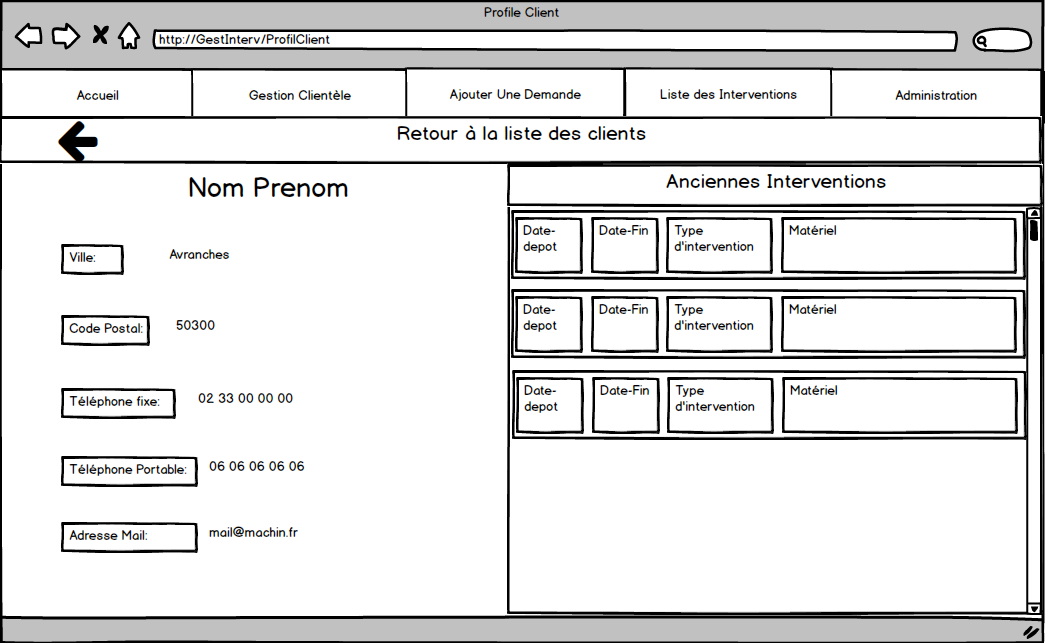 Profile Client
http://GestInterv/ProfilClient
Accueil
Gestion Clientèle
Ajouter Une Demande
Liste des Interventions
Administration
Retour à la liste des clients
Nom Prenom
Ville:
Avranches
Code Postal:
50300
Téléphone fixe:
02 33 00 00 00
Téléphone Portable:
06 06 06 06 06
Adresse Mail:
mail@machin.fr
Anciennes Interventions
Date-
depot
Date-Fin
Type
d'intervention
Matériel
Date-
depot
Date-Fin
Type
d'intervention
Matériel
Date-
depot
Date-Fin
Type
d'intervention
Matériel